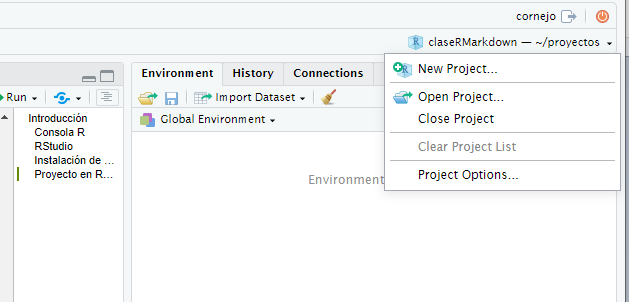 cornejo
claseRMarkdown — ~/proyectos
Environment History Connections
New Project...
Run
Import Dataset
Open Project...
Introducción
Global Environment
Close Project
Consola R
RStudio
Clear Project List
Instalación de ...
Proyecto en R...
Environment
Project Options...